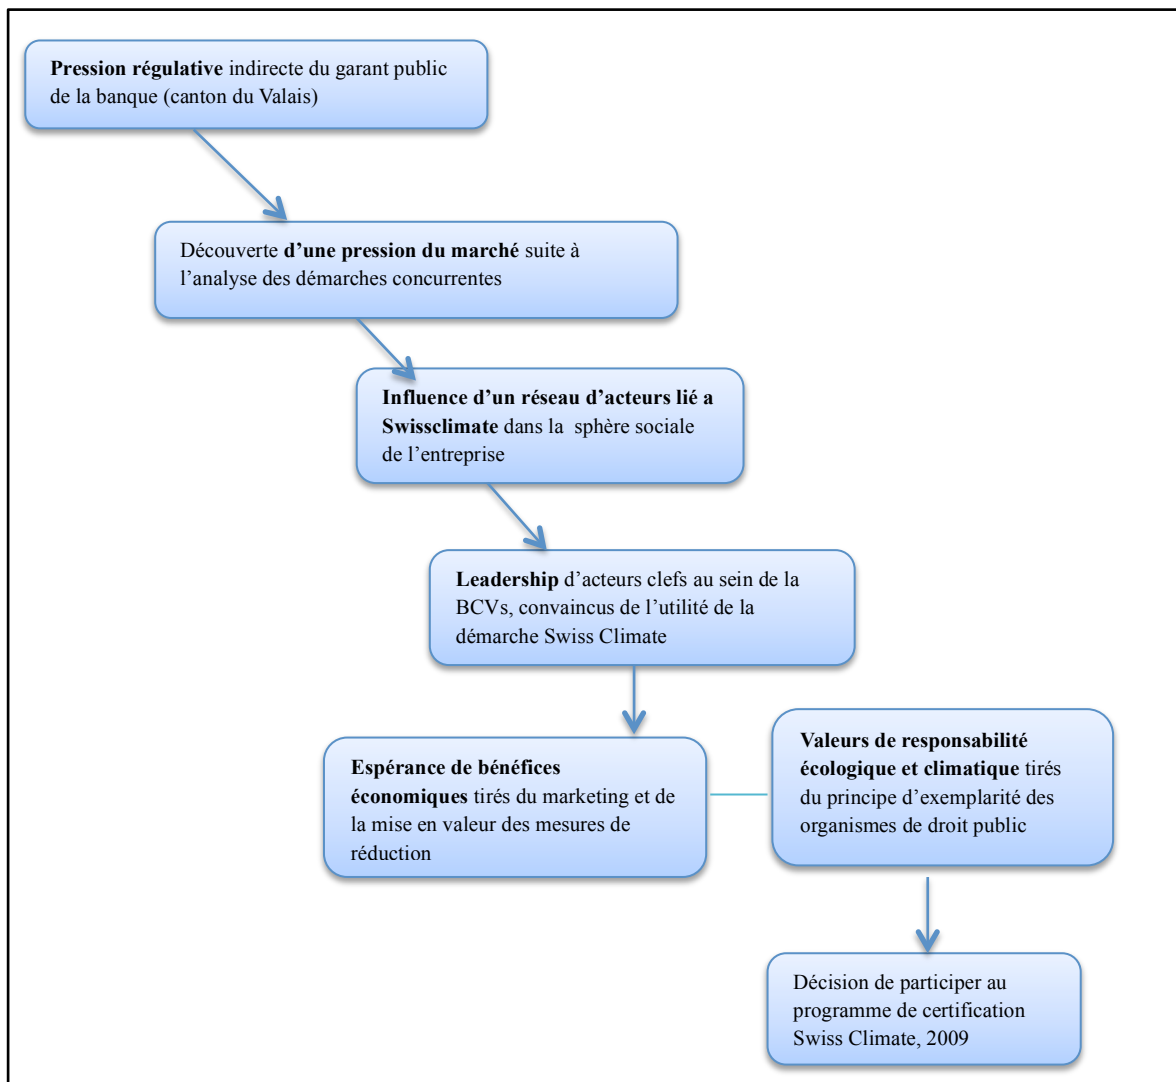 Pression régulative indirecte du garant public
de la banque (canton du Valais)
Découverte d’une pression du marché suite à
l’analyse des démarches concurrentes
Influence d’un réseau d’acteurs lié a
Swissclimate dans la sphère sociale
de l’entreprise
Leadership d’acteurs clefs au sein de la
BCVs, convaincus de l’utilité de la
démarche Swiss Climate
Espérance de bénéfices
économiques tirés du marketing et de
la mise en valeur des mesures de
réduction
Valeurs de responsabilité
écologique et climatique tirés
du principe d’exemplarité des
organismes de droit public
Décision de participer au
programme de certification
Swiss Climate, 2009